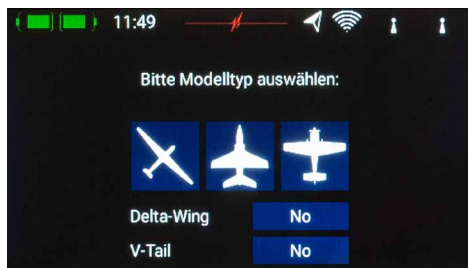 11:49
Bitte Modelltyp auswählen:
Delta-Wing No
V-Tail No